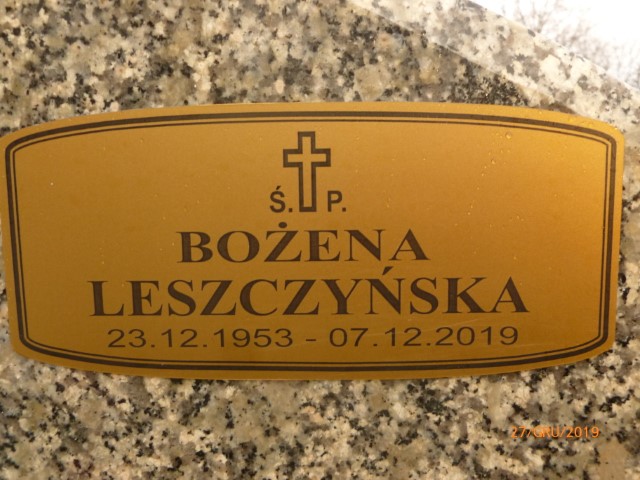 Ś. P.
BOŻENA
LESZCZYŃSKA
23.12.1953 - 07.12.2019
27/GRU/2019